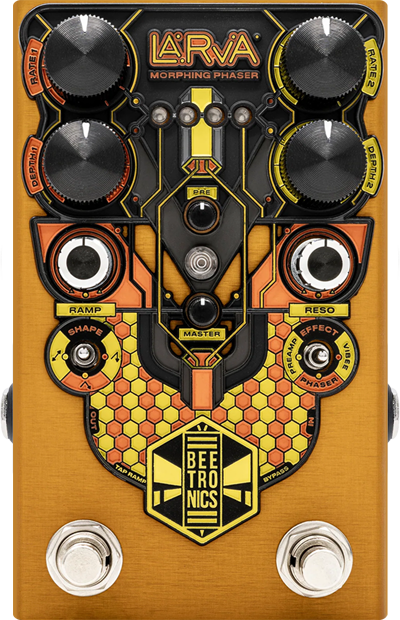 LARVA
MORPHING PHASER
RATE 1
RATE 2
DEPTH 1
DEPTH 2
PRE
RAMP
RESO
MASTER
SHAPE
EFFECT
PREAMP
VIBEE
PHASER
OUT
IN
TAP RAMP
BYPASS
BEE
TRO
NICS